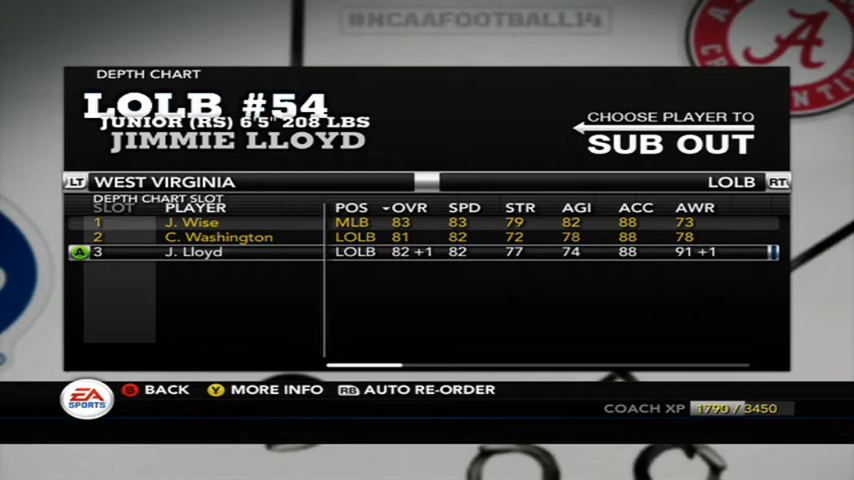 #NCAAFOOTBALL14
DEPTH CHART
LOLB #54
JUNIOR (RS) 6'5" 208 LBS
JIMMIE LLOYD
CHOOSE PLAYER TO
SUB OUT
LT WEST VIRGINIA LOLB RT
DEPTH CHART SLOT
SLOT PLAYER POS OVR SPD STR AGI ACC AWR
1 J. Wise MLB 83 83 79 82 88 73
2 C. Washington LOLB 81 82 72 78 88 78
A 3 J. Lloyd LOLB 82 +1 82 77 74 88 91 +1
EA SPORTS
B BACK Y MORE INFO RB AUTO RE-ORDER
COACH XP 1790 / 3450
A